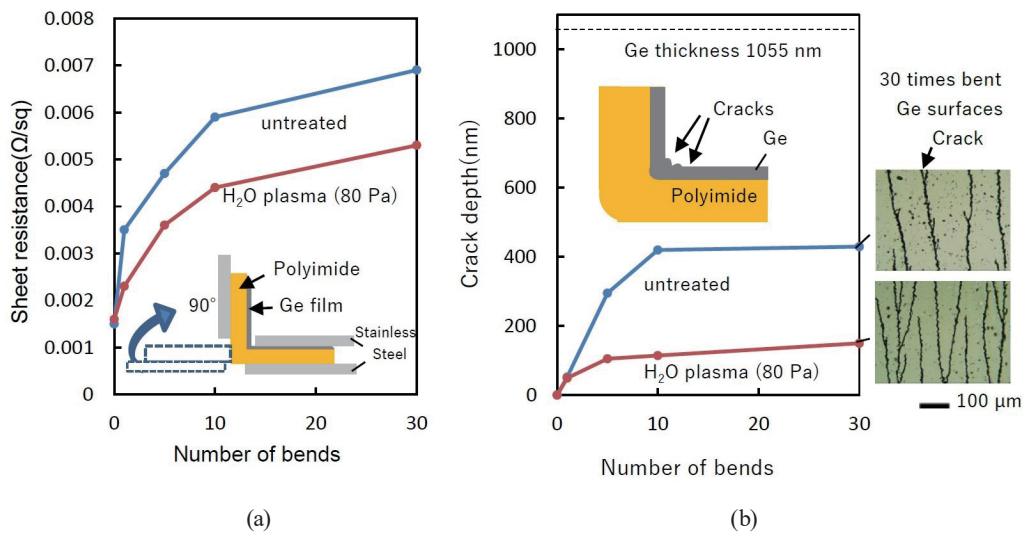 0.008
0.007
0.006
0.005
0.004
0.003
0.002
0.001
0
Sheet resistance(Ω/sq)
untreated
H₂O plasma (80 Pa)
Polyimide
90°
Ge film
Stainless
Steel
0 10 20 30
Number of bends
(a)
1000
800
600
400
200
0
Crack depth(nm)
Ge thickness 1055 nm
Cracks
Ge
Polyimide
untreated
H₂O plasma (80 Pa)
0 10 20 30
Number of bends
30 times bent
Ge surfaces
Crack
100 μm
(b)